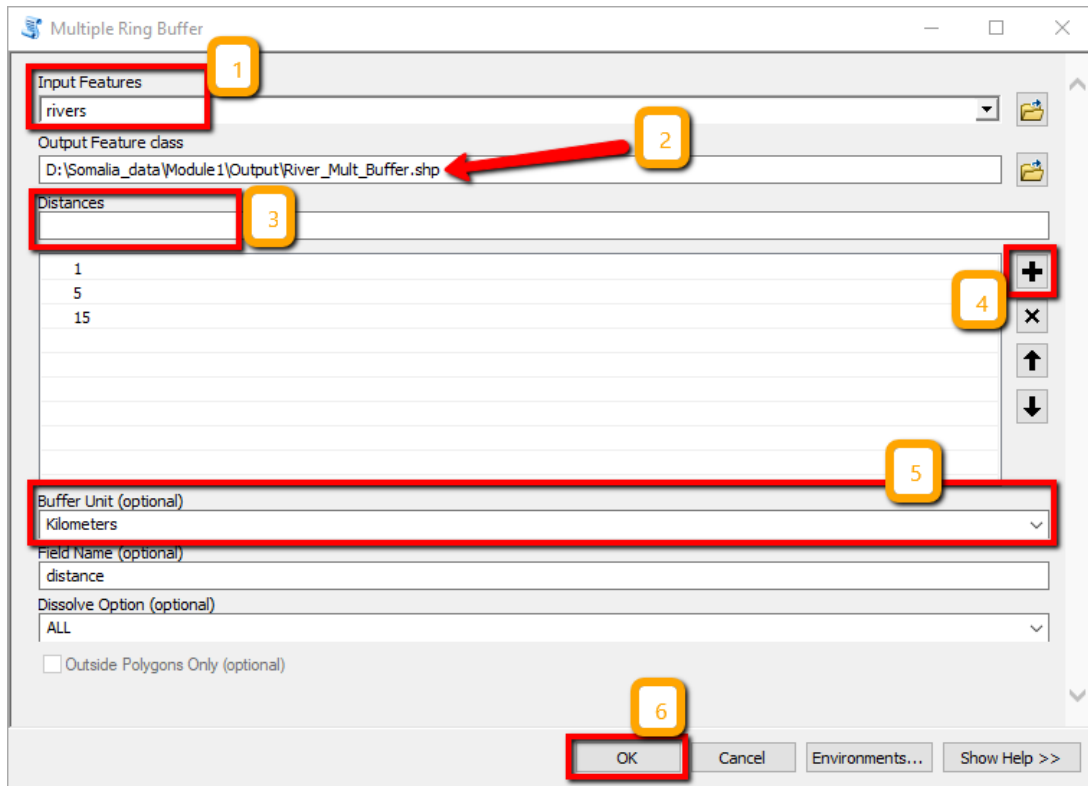 Multiple Ring Buffer
1
Input Features
rivers
Output Feature class
2
D:\Somalia_data\Module1\Output\River_Mult_Buffer.shp
Distances
3
1
5
15
4
5
Buffer Unit (optional)
Kilometers
Field Name (optional)
distance
Dissolve Option (optional)
ALL
Outside Polygons Only (optional)
6
OK Cancel Environments... Show Help >>